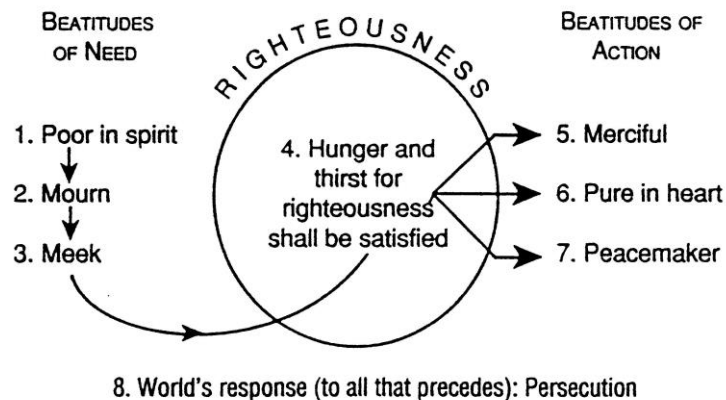 BEATITUDES
OF NEED
RIGHTEOUSNESS
BEATITUDES OF
ACTION
1. Poor in spirit
2. Mourn
3. Meek
4. Hunger and
thirst for
righteousness
shall be satisfied
5. Merciful
6. Pure in heart
7. Peacemaker
8. World's response (to all that precedes): Persecution